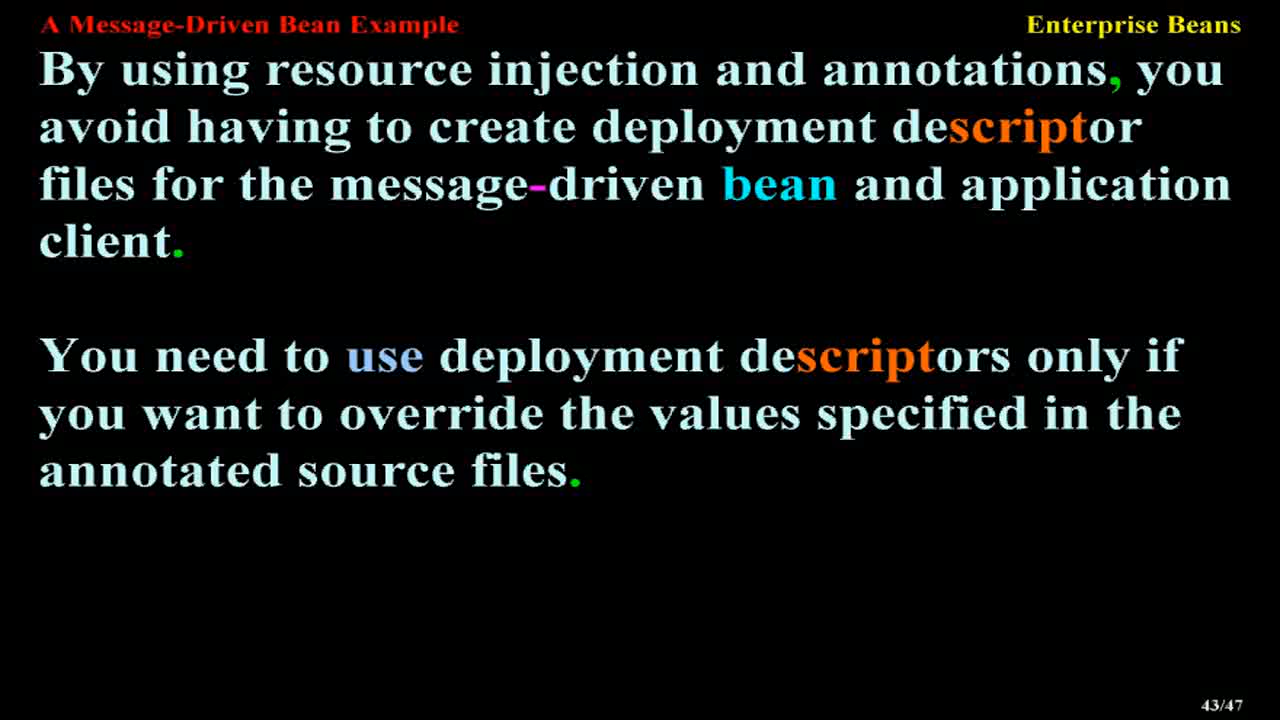 A Message-Driven Bean Example
Enterprise Beans
By using resource injection and annotations, you
avoid having to create deployment descriptor
files for the message-driven bean and application
client.
You need to use deployment descriptors only if
you want to override the values specified in the
annotated source files.
43/47